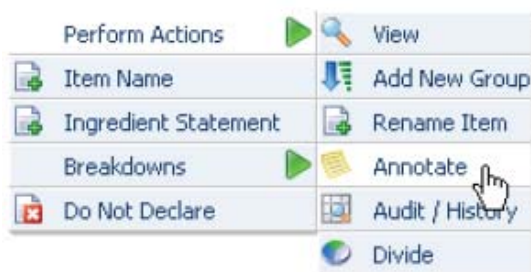 Perform Actions
Item Name
Ingredient Statement
Breakdowns
Do Not Declare
View
Add New Group
Rename Item
Annotate
Audit / History
Divide